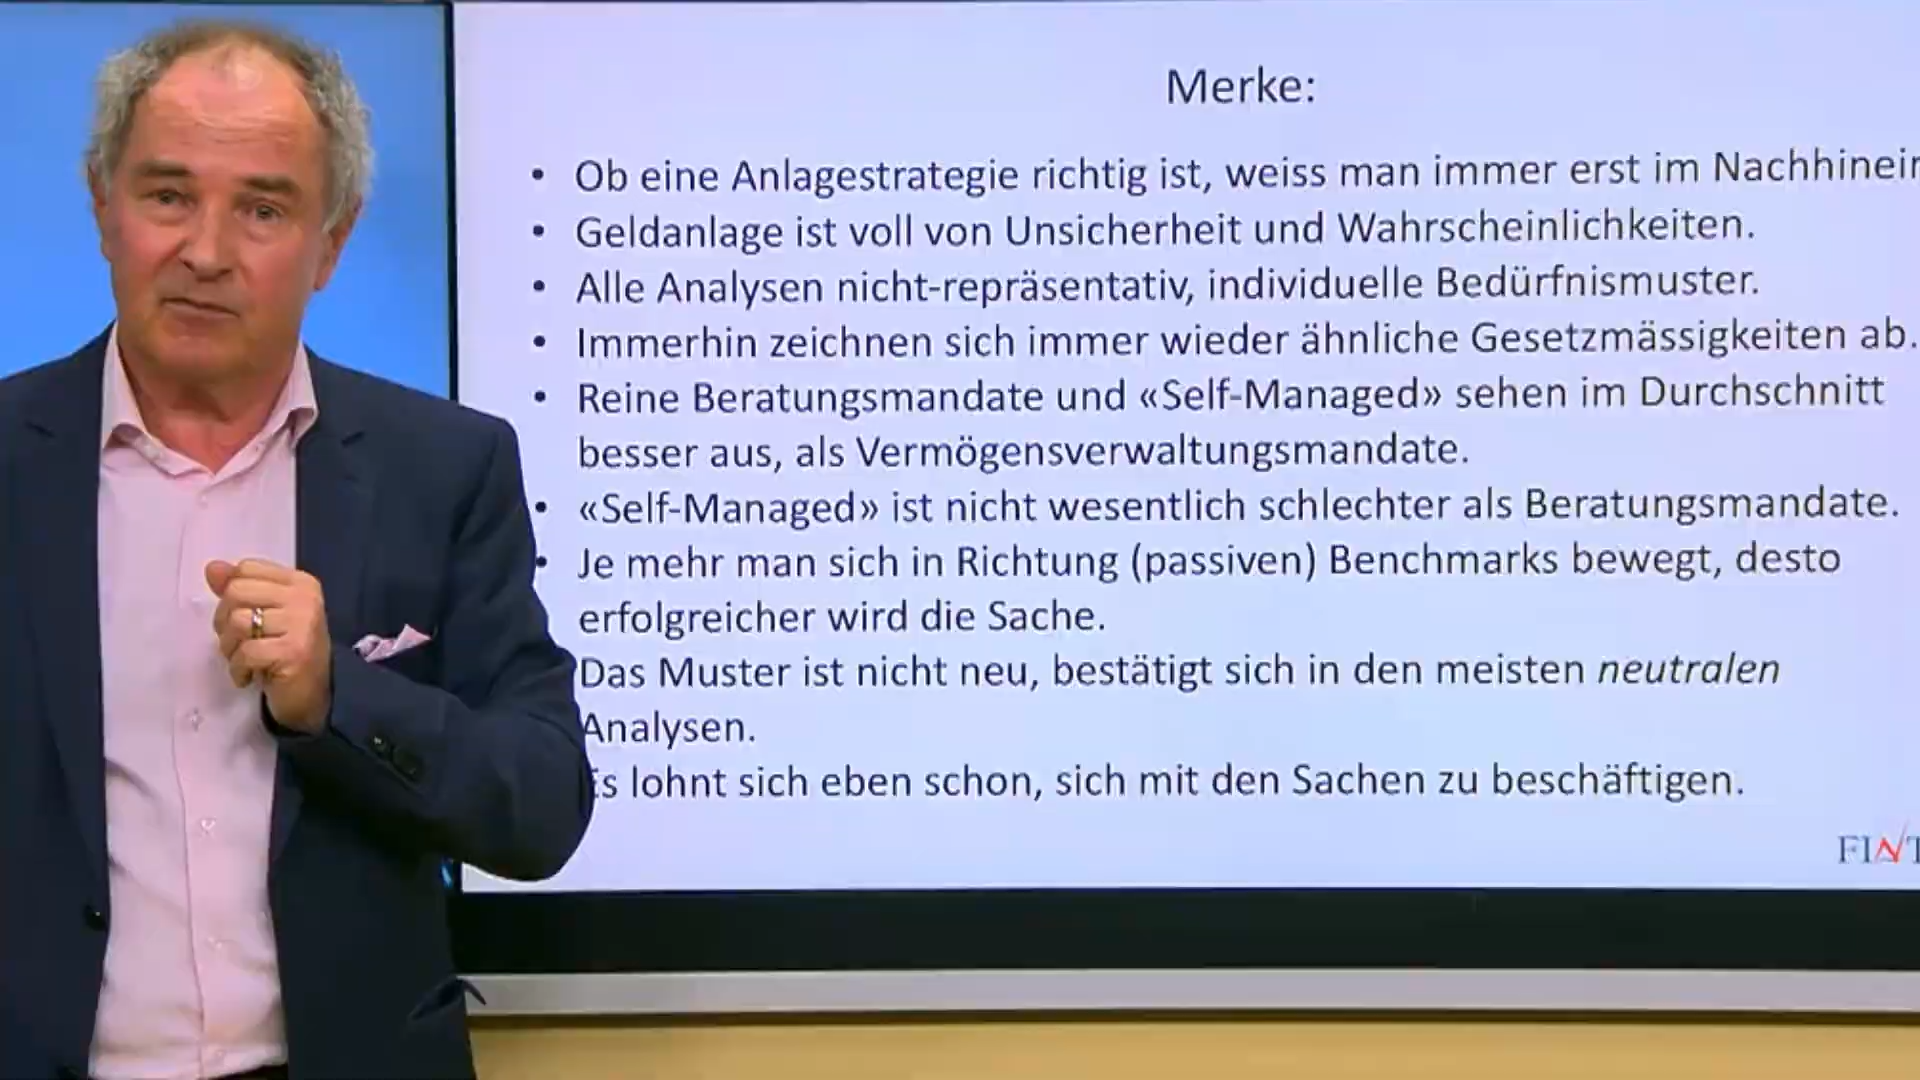 Merke:
• Ob eine Anlagestrategie richtig ist, weiss man immer erst im
• Geldanlage ist voll von Unsicherheit und Wahrscheinlichkeiten.
• Alle Analysen nicht-repräsentativ, individuelle Bedürfnismuster.
• Immerhin zeichnen sich immer wieder ähnliche Gesetzmässigkeiten ab.
• Reine Beratungsmandate und «Self-Managed» sehen im Durchschnitt
besser aus, als Vermögensverwaltungsmandate.
• «Self-Managed» ist nicht wesentlich schlechter als Beratungsmandate.
• Je mehr man sich in Richtung (passiven) Benchmarks bewegt, desto
erfolgreicher wird die Sache.
Das Muster ist nicht neu, bestätigt sich in den meisten neutralen
Analysen.
Es lohnt sich eben schon, sich mit den Sachen zu beschäftigen.